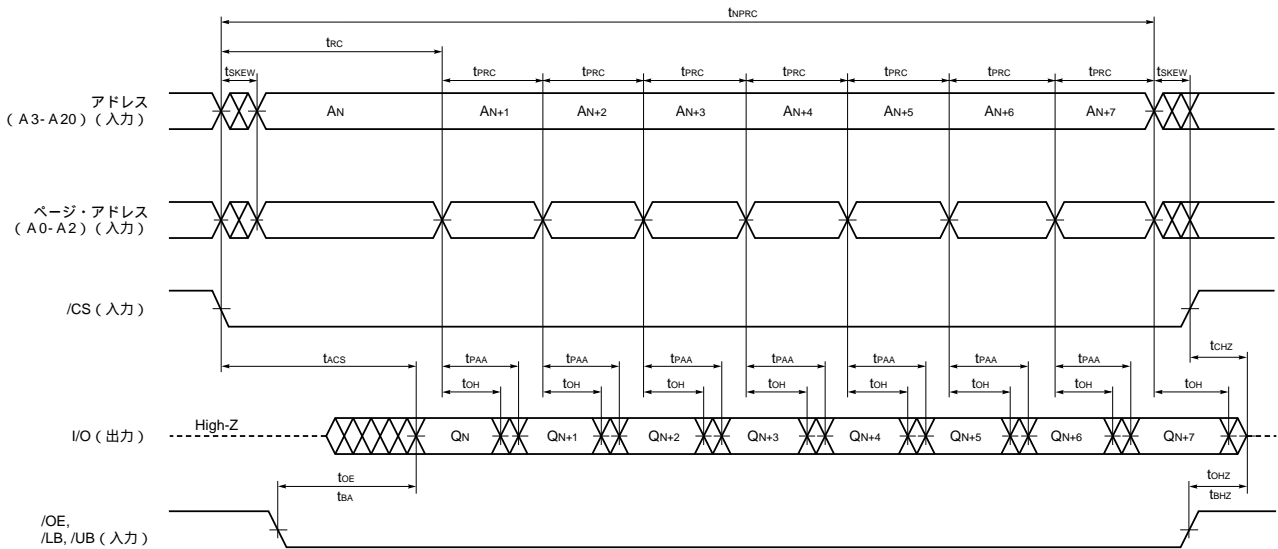 tNPRC
tRC
tSKEW tPRC tPRC tPRC tPRC tPRC tPRC tPRC tSKEW
アドレス
（A3-A20）（入力）
AN AN+1 AN+2 AN+3 AN+4 AN+5 AN+6 AN+7
ページ・アドレス
（A0-A2）（入力）
/CS（入力）
tACS tPAA tPAA tPAA tPAA tPAA tPAA tPAA tCHZ
tOH tOH tOH tOH tOH tOH tOH tOH
I/O（出力）
High-Z
QN QN+1 QN+2 QN+3 QN+4 QN+5 QN+6 QN+7
tOE tOHZ
tBA tBHZ
/OE,
/LB, /UB（入力）